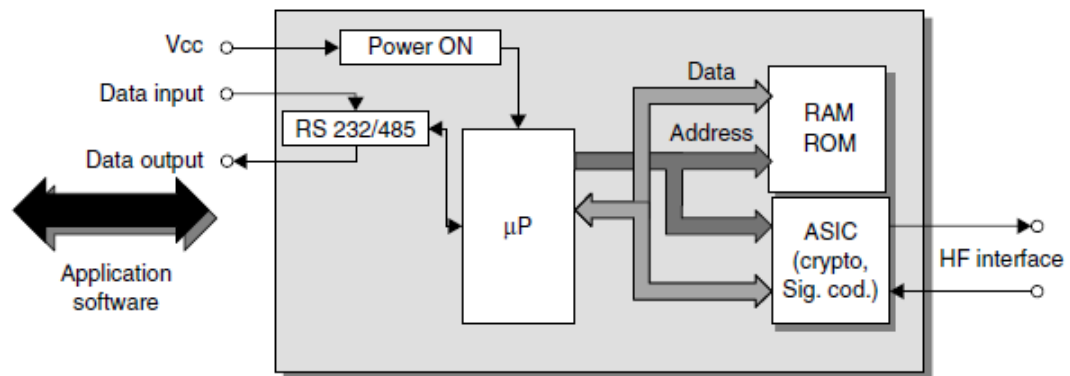 Vcc
Power ON
Data input
RS 232/485
Data output
Application
software
μP
Data
Address
RAM
ROM
ASIC
(crypto,
Sig. cod.)
HF interface